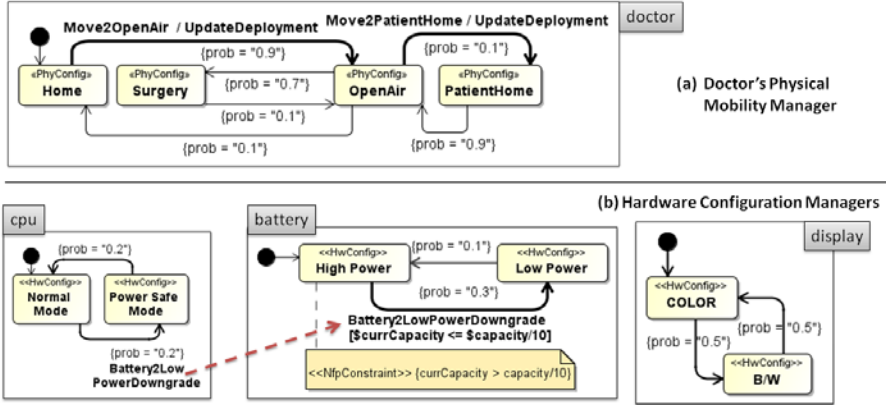 doctor
Move2OpenAir / UpdateDeployment
Move2PatientHome / UpdateDeployment
{prob = "0.9"}
{prob = "0.1"}
«PhyConfig»
Home
«PhyConfig»
Surgery
{prob = "0.7"}
«PhyConfig»
OpenAir
«PhyConfig»
PatientHome
{prob = "0.1"}
{prob = "0.1"}
{prob = "0.9"}
(a) Doctor's Physical
Mobility Manager
(b) Hardware Configuration Managers
cpu
{prob = "0.2"}
<<HwConfig>>
Normal
Mode
<<HwConfig>>
Power Safe
Mode
{prob = "0.2"}
Battery2Low
PowerDowngrade
battery
<<HwConfig>>
High Power
{prob = "0.1"}
<<HwConfig>>
Low Power
{prob = "0.3"}
Battery2LowPowerDowngrade
[$currCapacity <= $capacity/10]
<<NfpConstraint>> {currCapacity > capacity/10}
display
<<HwConfig>>
COLOR
{prob = "0.5"}
{prob = "0.5"}
<<HwConfig>>
B/W